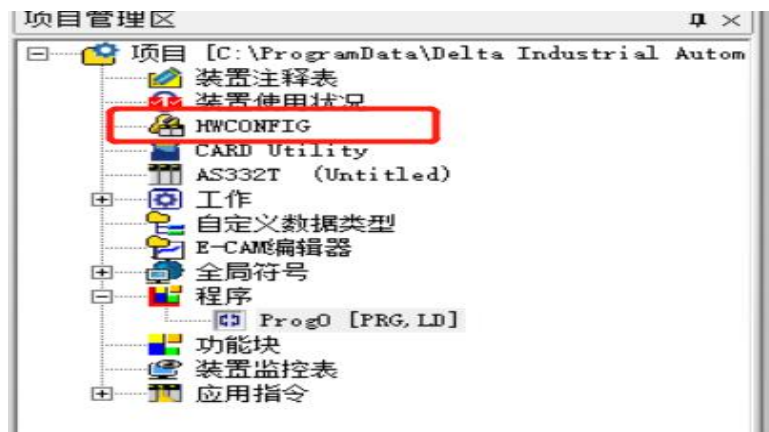 项目管理区
项目 [C:\ProgramData\Delta Industrial Autom
装置注释表
装置使用状况
HWCONFIG
CARD Utility
AS332T (Untitled)
工作
自定义数据类型
E-CAM编辑器
全局符号
程序
Prog0 [PRG,LD]
功能块
装置监控表
应用指令